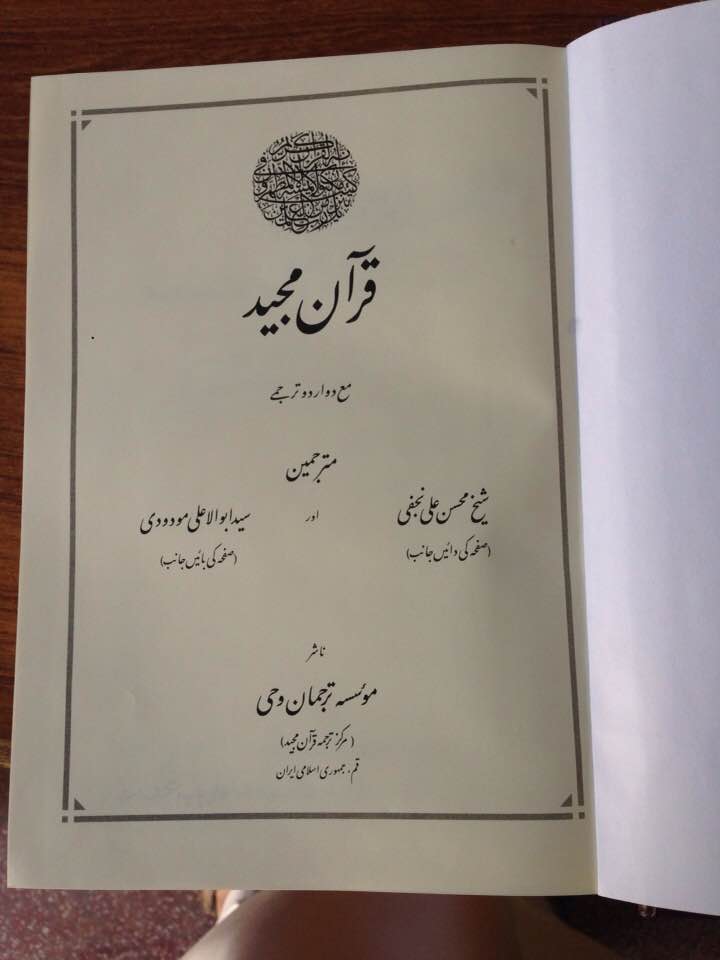 قرآن مجید
مع دو اردو ترجمے
مترجمین
شیخ محسن علی نجفی
اور
سید ابوالاعلی مودودی
(صفحہ کی دائیں جانب)
(صفحہ کی بائیں جانب)
ناشر
موٴسسہ ترجمان وحی
(مرکز ترجمہ قرآن مجید)
قم، جمہوری اسلامی ایران